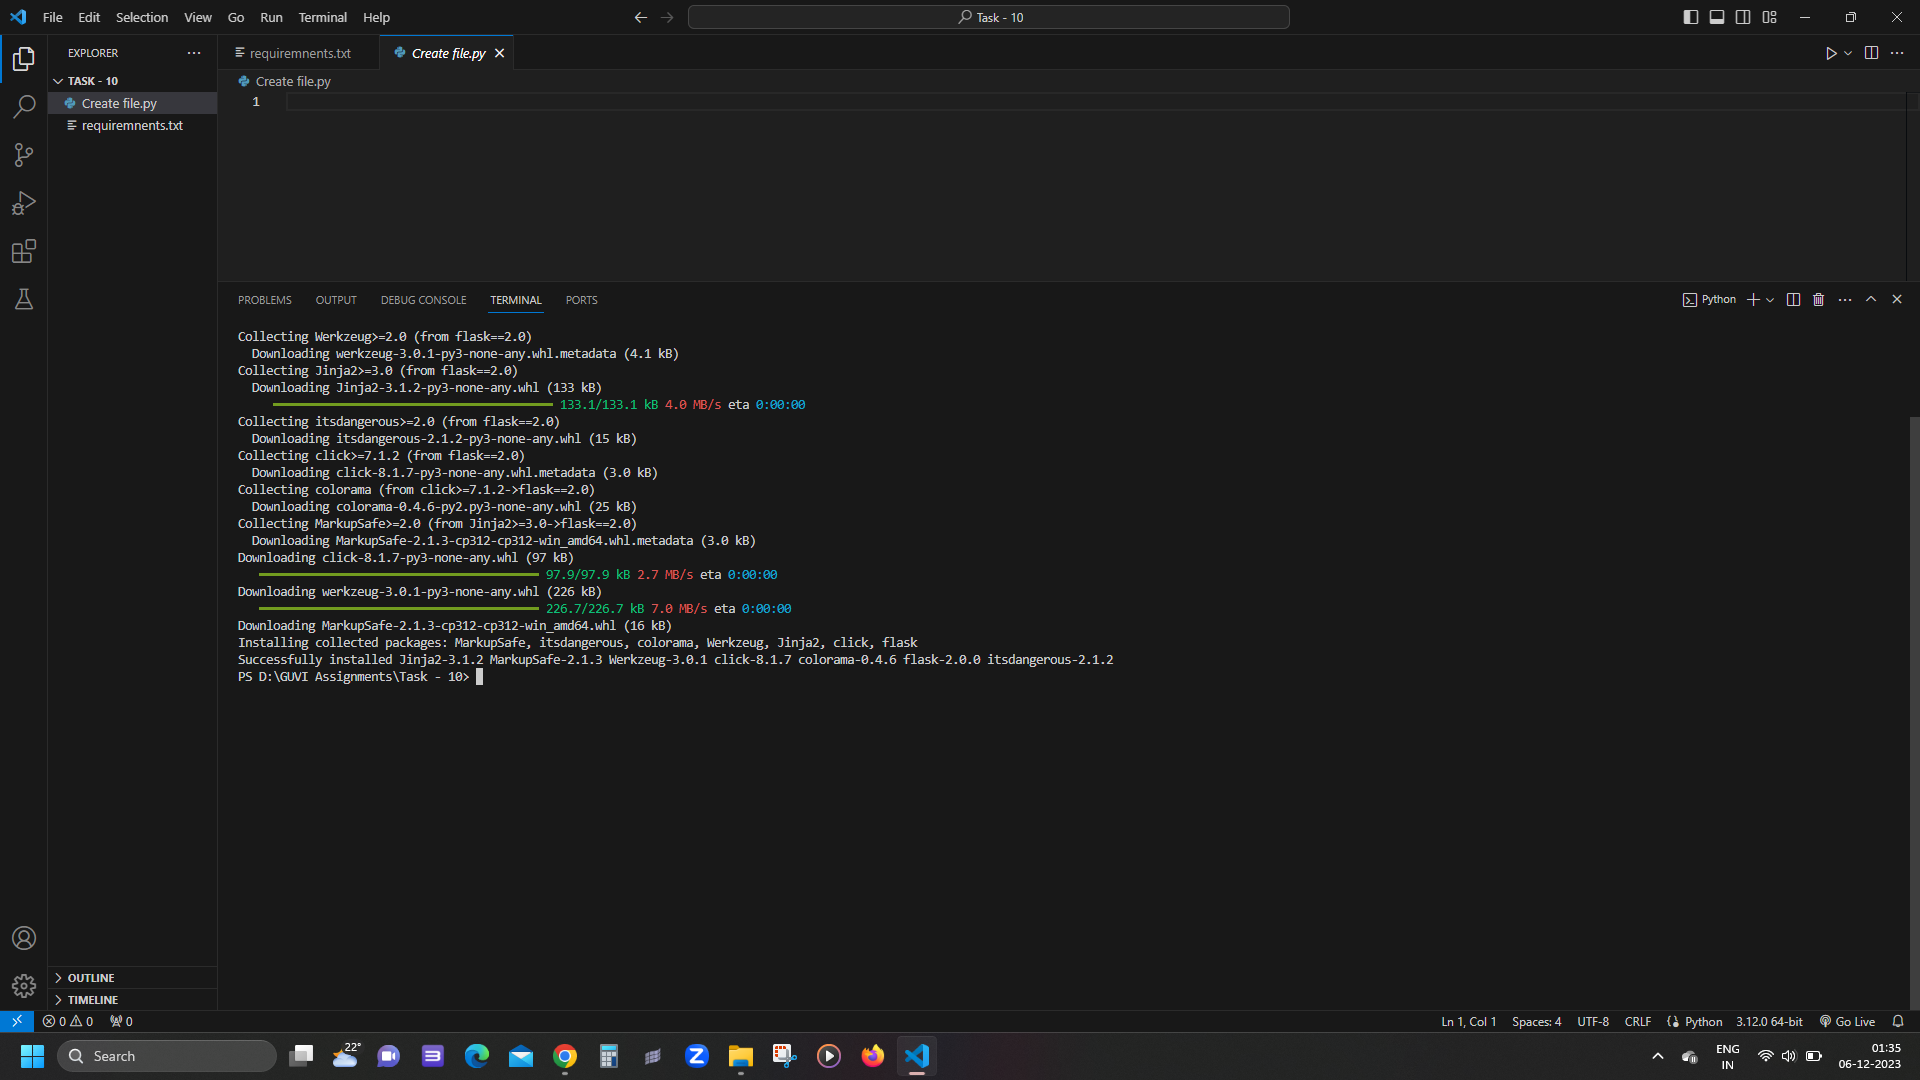 File Edit Selection View Go Run Terminal Help
Task - 10
EXPLORER
TASK - 10
Create file.py
requiremnents.txt
OUTLINE
TIMELINE
requiremnents.txt
Create file.py
Create file.py
1
PROBLEMS OUTPUT DEBUG CONSOLE TERMINAL PORTS
Python
Collecting Werkzeug>=2.0 (from flask==2.0)
Downloading werkzeug-3.0.1-py3-none-any.whl.metadata (4.1 kB)
Collecting Jinja2>=3.0 (from flask==2.0)
Downloading Jinja2-3.1.2-py3-none-any.whl (133 kB)
133.1/133.1 kB 4.0 MB/s eta 0:00:00
Collecting itsdangerous>=2.0 (from flask==2.0)
Downloading itsdangerous-2.1.2-py3-none-any.whl (15 kB)
Collecting click>=7.1.2 (from flask==2.0)
Downloading click-8.1.7-py3-none-any.whl.metadata (3.0 kB)
Collecting colorama (from click>=7.1.2->flask==2.0)
Downloading colorama-0.4.6-py2.py3-none-any.whl (25 kB)
Collecting MarkupSafe>=2.0 (from Jinja2>=3.0->flask==2.0)
Downloading MarkupSafe-2.1.3-cp312-cp312-win_amd64.whl.metadata (3.0 kB)
Downloading click-8.1.7-py3-none-any.whl (97 kB)
97.9/97.9 kB 2.7 MB/s eta 0:00:00
Downloading werkzeug-3.0.1-py3-none-any.whl (226 kB)
226.7/226.7 kB 7.0 MB/s eta 0:00:00
Downloading MarkupSafe-2.1.3-cp312-cp312-win_amd64.whl (16 kB)
Installing collected packages: MarkupSafe, itsdangerous, colorama, Werkzeug, Jinja2, click, flask
Successfully installed Jinja2-3.1.2 MarkupSafe-2.1.3 Werkzeug-3.0.1 click-8.1.7 colorama-0.4.6 flask-2.0.0 itsdangerous-2.1.2
PS D:\GUVI Assignments\Task - 10>
0 0 0
Ln 1, Col 1 Spaces: 4 UTF-8 CRLF Python 3.12.0 64-bit Go Live
Search
22°
ENG
IN
01:35
06-12-2023